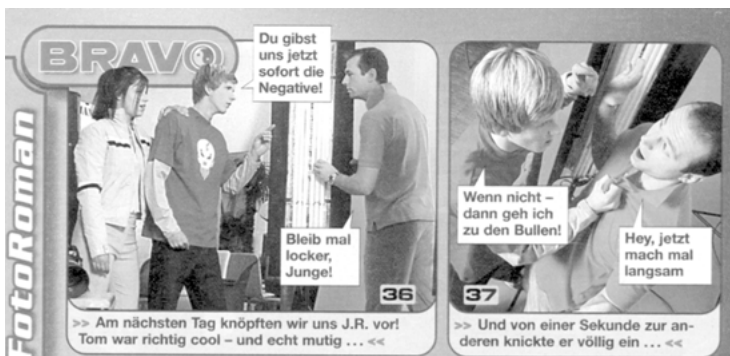 BRAVO
FotoRoman
Du gibst
uns jetzt
sofort die
Negative!
Bleib mal
locker,
Junge!
36
>> Am nächsten Tag knöpften wir uns J.R. vor!
Tom war richtig cool – und echt mutig ... <<
Wenn nicht –
dann geh ich
zu den Bullen!
Hey, jetzt
mach mal
langsam
37
>> Und von einer Sekunde zur an-
deren knickte er völlig ein ... <<